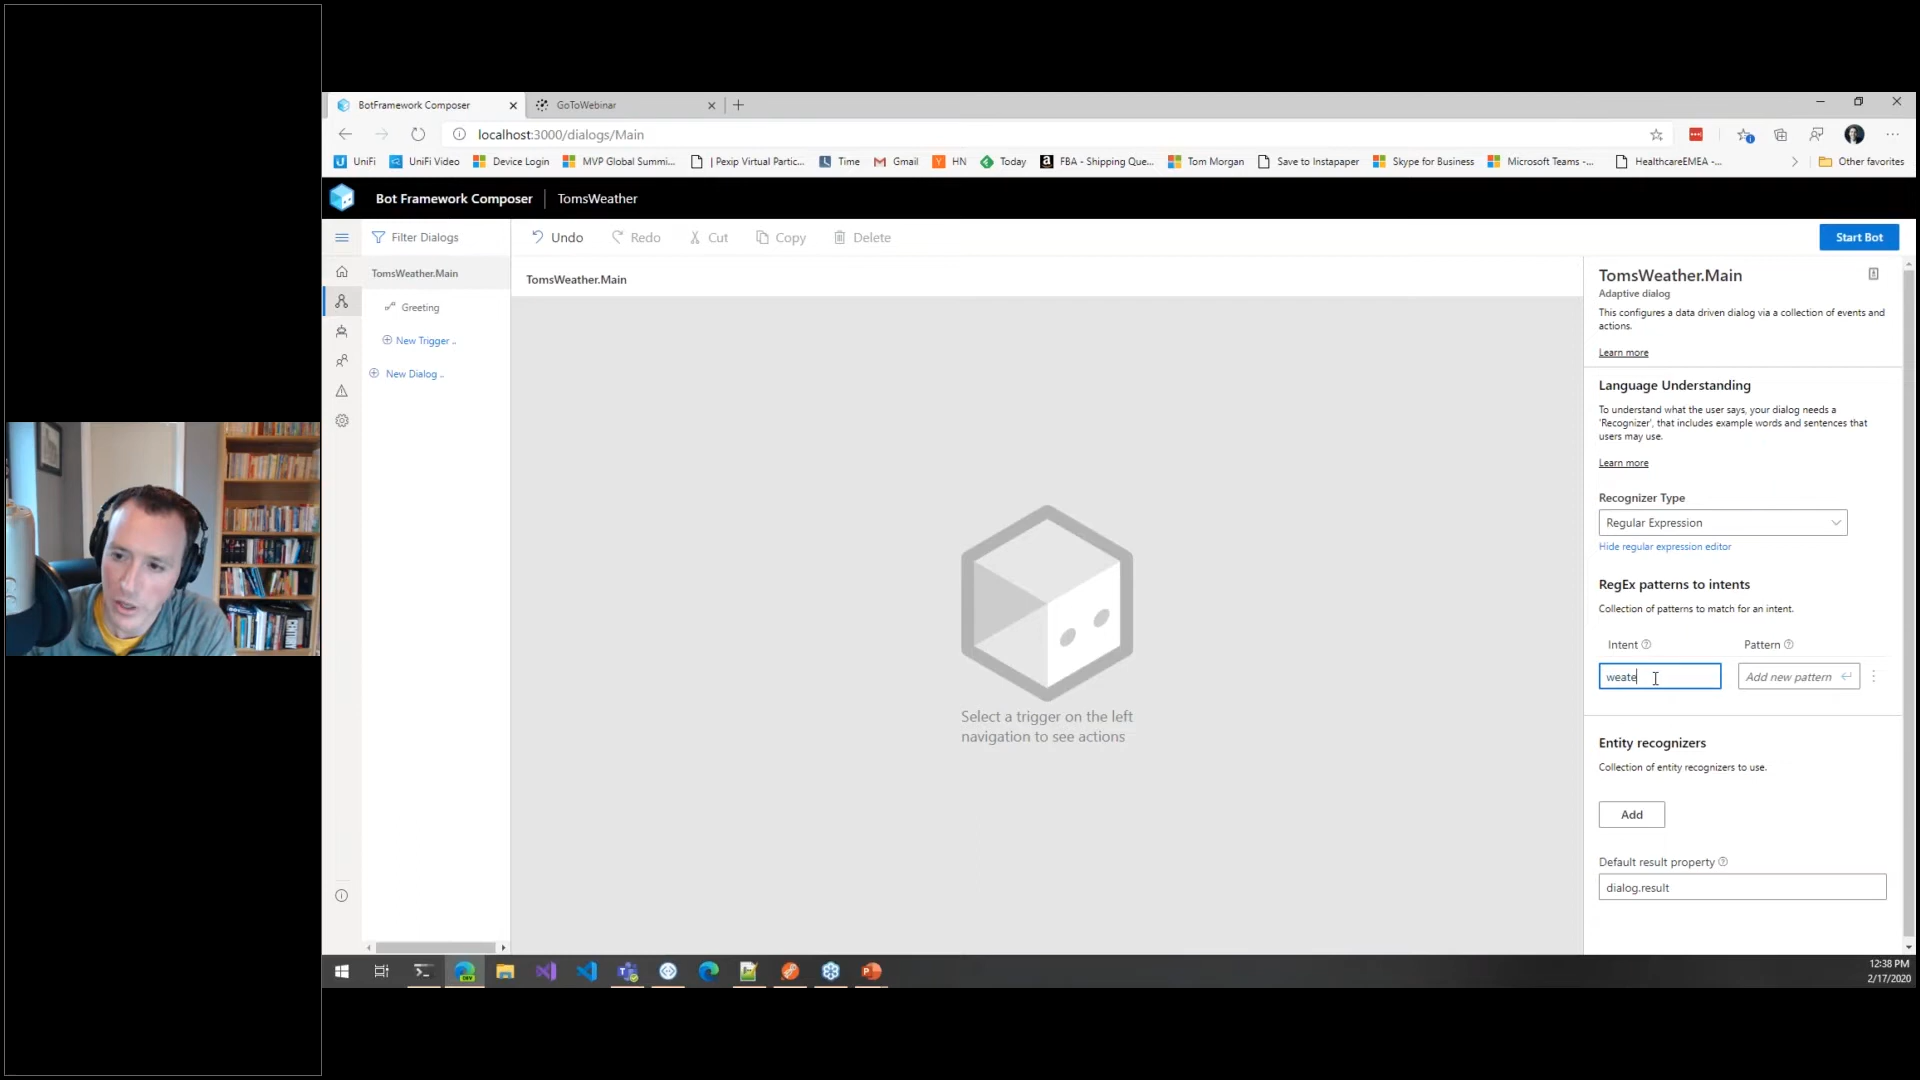 BotFramework Composer
GoToWebinar
localhost:3000/dialogs/Main
UniFi
UniFi Video
Device Login
MVP Global Summi...
| Pexip Virtual Partic...
Time
Gmail
HN
Today
FBA - Shipping Que...
Tom Morgan
Save to Instapaper
Skype for Business
Microsoft Teams -...
HealthcareEMEA -...
Other favorites
Bot Framework Composer
TomsWeather
Filter Dialogs
Undo
Redo
Cut
Copy
Delete
Start Bot
TomsWeather.Main
Greeting
New Trigger ..
New Dialog ..
TomsWeather.Main
Select a trigger on the left
navigation to see actions
TomsWeather.Main
Adaptive dialog
This configures a data driven dialog via a collection of events and
actions.
Learn more
Language Understanding
To understand what the user says, your dialog needs a
'Recognizer', that includes example words and sentences that
users may use.
Learn more
Recognizer Type
Regular Expression
Hide regular expression editor
RegEx patterns to intents
Collection of patterns to match for an intent.
Intent
Pattern
weate
Add new pattern
Entity recognizers
Collection of entity recognizers to use.
Add
Default result property
dialog.result
12:38 PM
2/17/2020